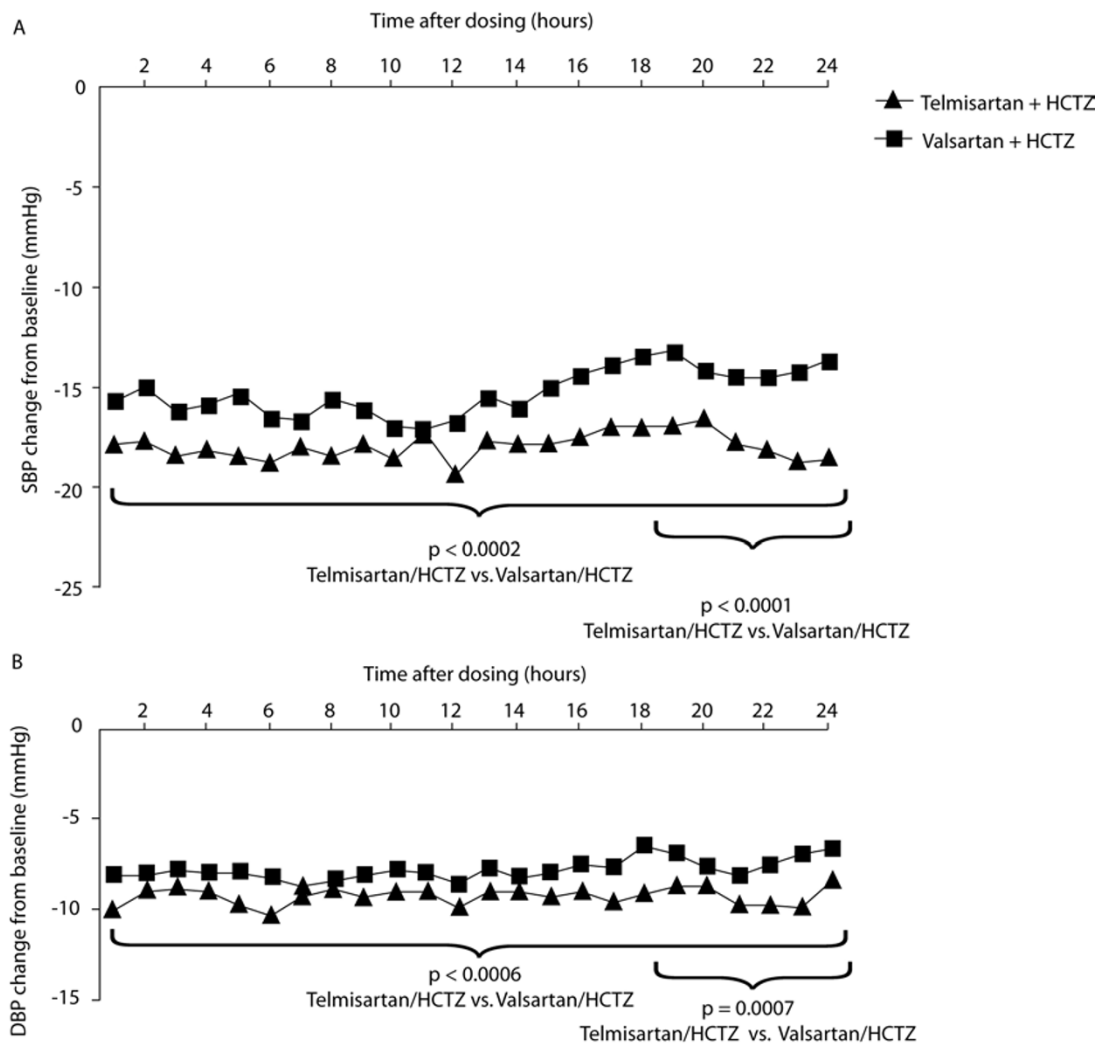 A
Time after dosing (hours)
2 4 6 8 10 12 14 16 18 20 22 24
0
-5
-10
-15
-20
-25
SBP change from baseline (mmHg)
Telmisartan + HCTZ
Valsartan + HCTZ
p < 0.0002
Telmisartan/HCTZ vs. Valsartan/HCTZ
p < 0.0001
Telmisartan/HCTZ vs. Valsartan/HCTZ
B
Time after dosing (hours)
2 4 6 8 10 12 14 16 18 20 22 24
0
-5
-10
-15
DBP change from baseline (mmHg)
p < 0.0006
Telmisartan/HCTZ vs. Valsartan/HCTZ
p = 0.0007
Telmisartan/HCTZ vs. Valsartan/HCTZ